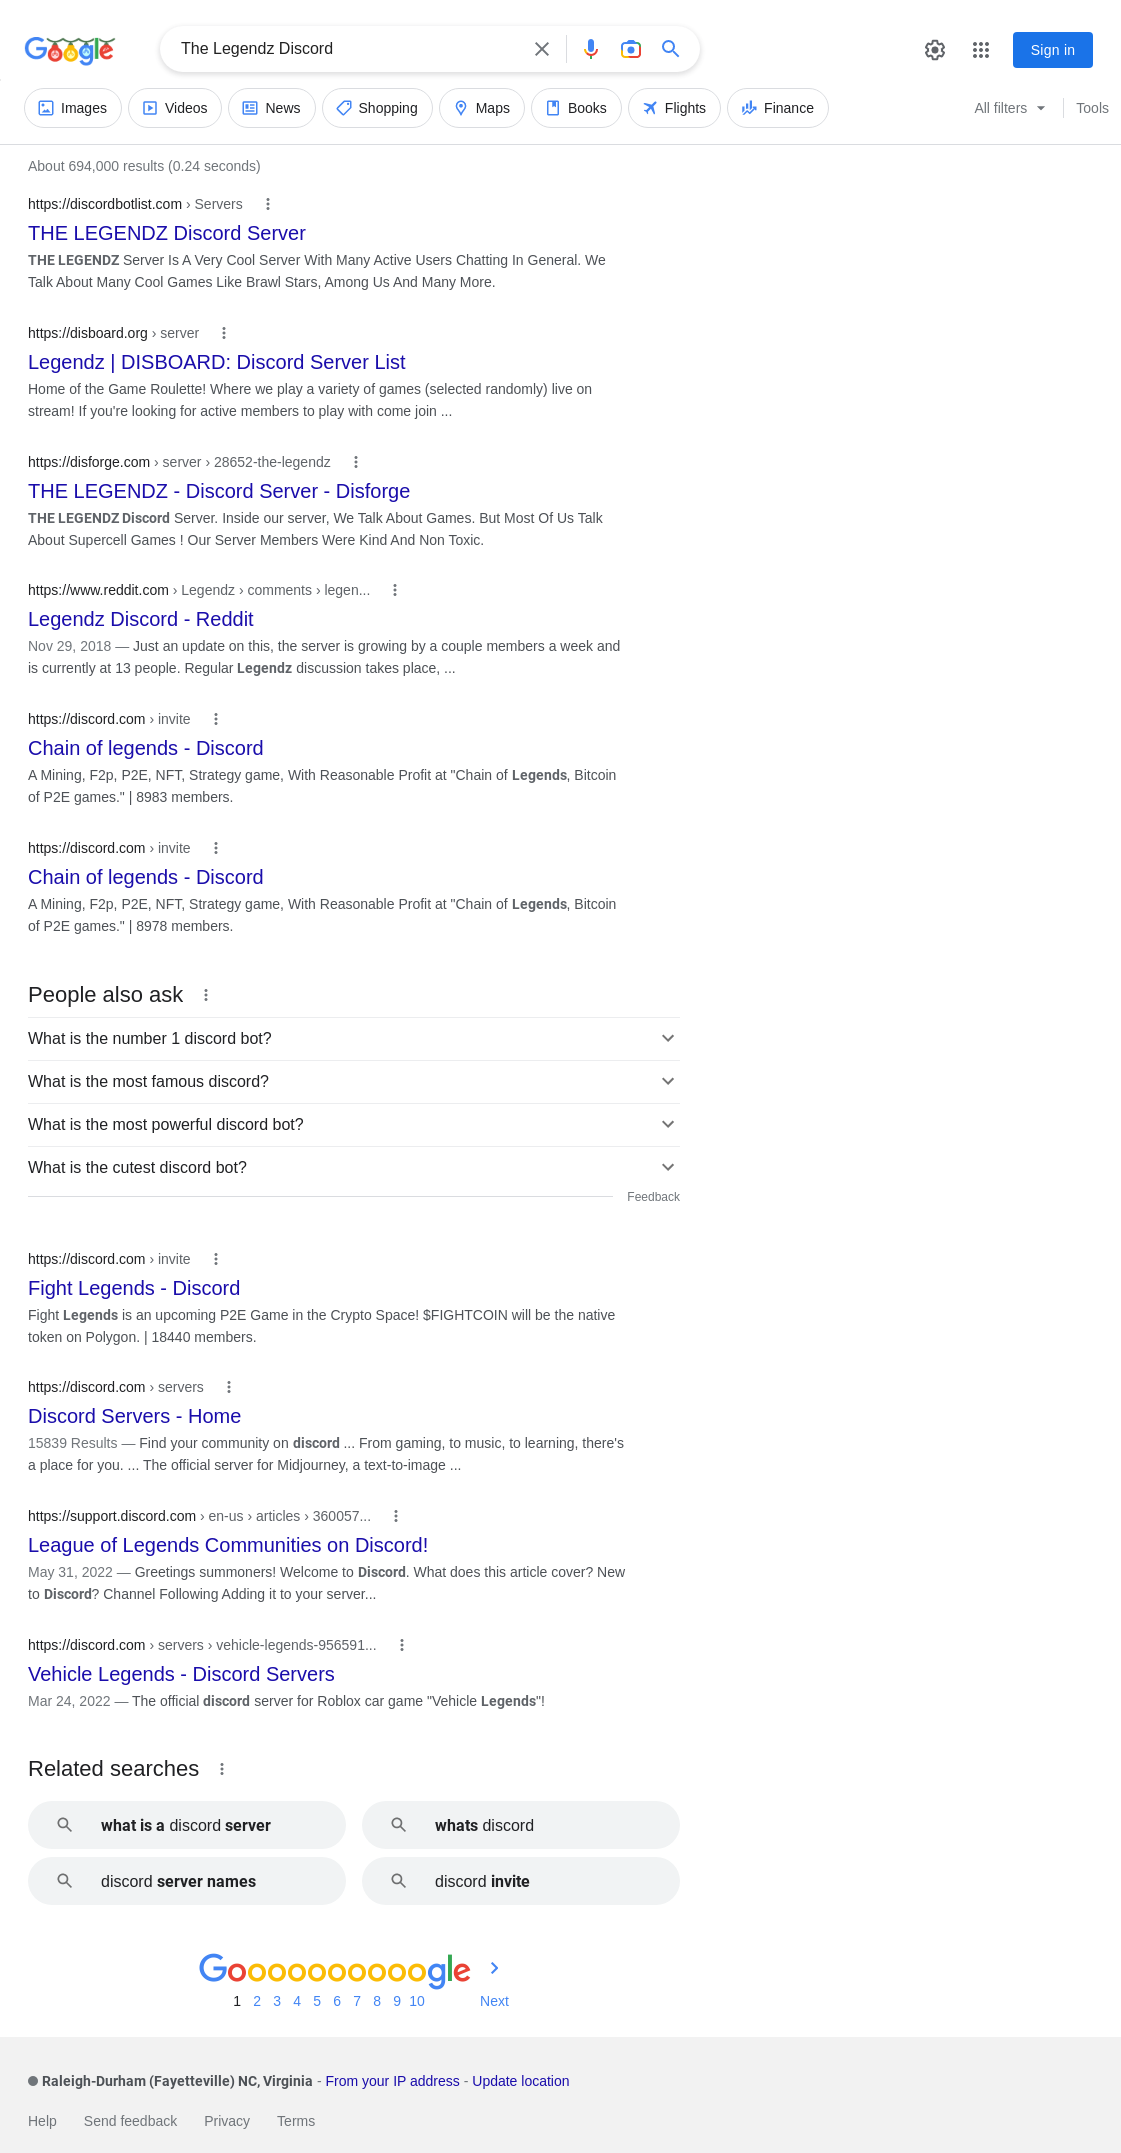 Google
The Legendz Discord
Sign in
Images Videos News Shopping Maps Books Flights Finance All filters Tools
About 694,000 results (0.24 seconds)
https://discordbotlist.com › Servers
THE LEGENDZ Discord Server
THE LEGENDZ Server Is A Very Cool Server With Many Active Users Chatting In General. We
Talk About Many Cool Games Like Brawl Stars, Among Us And Many More.
https://disboard.org › server
Legendz | DISBOARD: Discord Server List
Home of the Game Roulette! Where we play a variety of games (selected randomly) live on
stream! If you're looking for active members to play with come join ...
https://disforge.com › server › 28652-the-legendz
THE LEGENDZ - Discord Server - Disforge
THE LEGENDZ Discord Server. Inside our server, We Talk About Games. But Most Of Us Talk
About Supercell Games ! Our Server Members Were Kind And Non Toxic.
https://www.reddit.com › Legendz › comments › legen...
Legendz Discord - Reddit
Nov 29, 2018 — Just an update on this, the server is growing by a couple members a week and
is currently at 13 people. Regular Legendz discussion takes place, ...
https://discord.com › invite
Chain of legends - Discord
A Mining, F2p, P2E, NFT, Strategy game, With Reasonable Profit at "Chain of Legends, Bitcoin
of P2E games." | 8983 members.
https://discord.com › invite
Chain of legends - Discord
A Mining, F2p, P2E, NFT, Strategy game, With Reasonable Profit at "Chain of Legends, Bitcoin
of P2E games." | 8978 members.
People also ask
What is the number 1 discord bot?
What is the most famous discord?
What is the most powerful discord bot?
What is the cutest discord bot?
Feedback
https://discord.com › invite
Fight Legends - Discord
Fight Legends is an upcoming P2E Game in the Crypto Space! $FIGHTCOIN will be the native
token on Polygon. | 18440 members.
https://discord.com › servers
Discord Servers - Home
15839 Results — Find your community on discord ... From gaming, to music, to learning, there's
a place for you. ... The official server for Midjourney, a text-to-image ...
https://support.discord.com › en-us › articles › 360057...
League of Legends Communities on Discord!
May 31, 2022 — Greetings summoners! Welcome to Discord. What does this article cover? New
to Discord? Channel Following Adding it to your server...
https://discord.com › servers › vehicle-legends-956591...
Vehicle Legends - Discord Servers
Mar 24, 2022 — The official discord server for Roblox car game "Vehicle Legends"!
Related searches
what is a discord server
whats discord
discord server names
discord invite
Goooooooooogle
1 2 3 4 5 6 7 8 9 10 Next
Raleigh-Durham (Fayetteville) NC, Virginia - From your IP address - Update location
Help Send feedback Privacy Terms